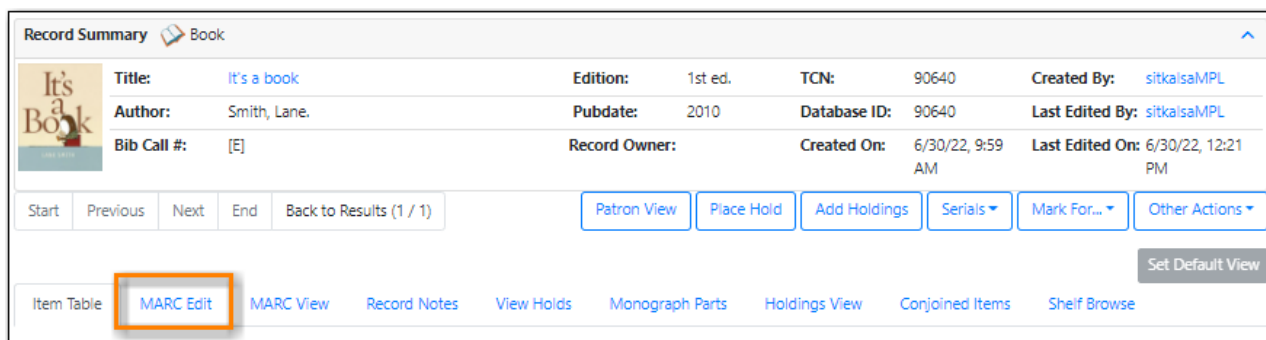 Record Summary Book
It's a Book
LANE SMITH
Title: It's a book Edition: 1st ed. TCN: 90640 Created By: sitkalsaMPL
Author: Smith, Lane. Pubdate: 2010 Database ID: 90640 Last Edited By: sitkalsaMPL
Bib Call #: [E] Record Owner: Created On: 6/30/22, 9:59 AM Last Edited On: 6/30/22, 12:21 PM
Start Previous Next End Back to Results (1 / 1) Patron View Place Hold Add Holdings Serials Mark For... Other Actions
Set Default View
Item Table MARC Edit MARC View Record Notes View Holds Monograph Parts Holdings View Conjoined Items Shelf Browse